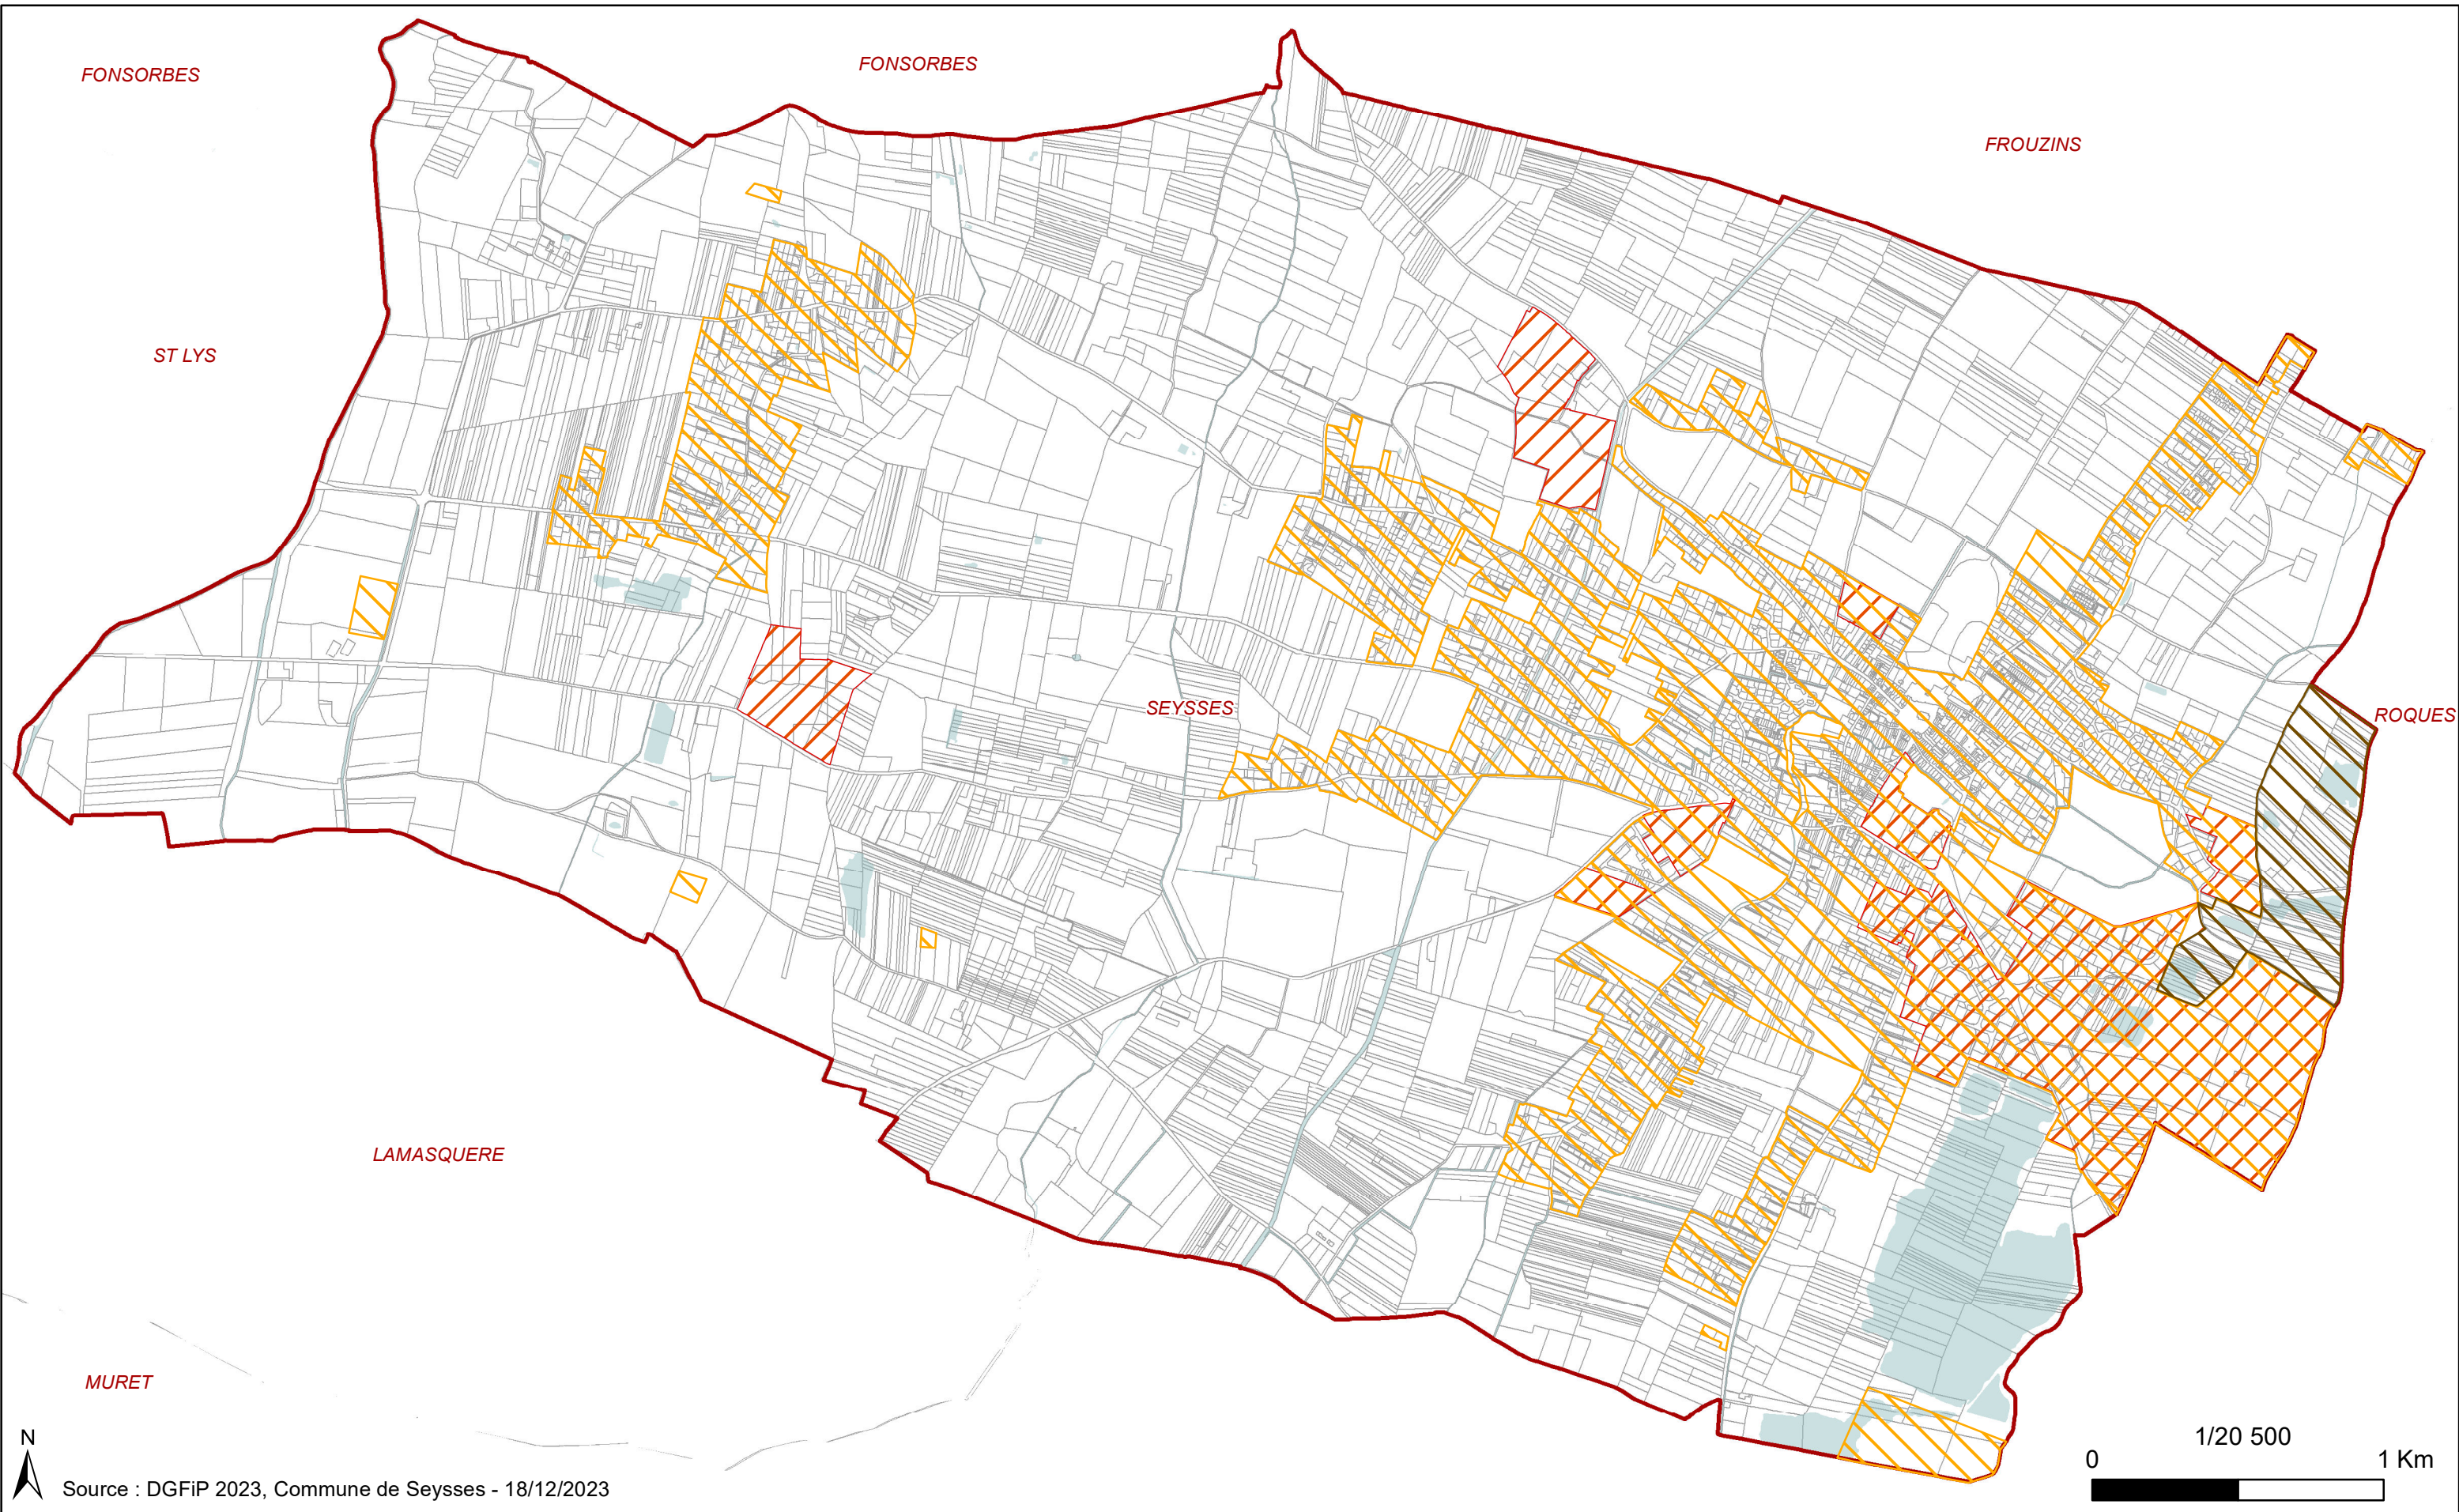 FONSORBES
FONSORBES
FROUZINS
ST LYS
SEYSSES
ROQUES
LAMASQUERE
MURET
N
Source : DGFiP 2023, Commune de Seysses - 18/12/2023
1/20 500
0 1 Km